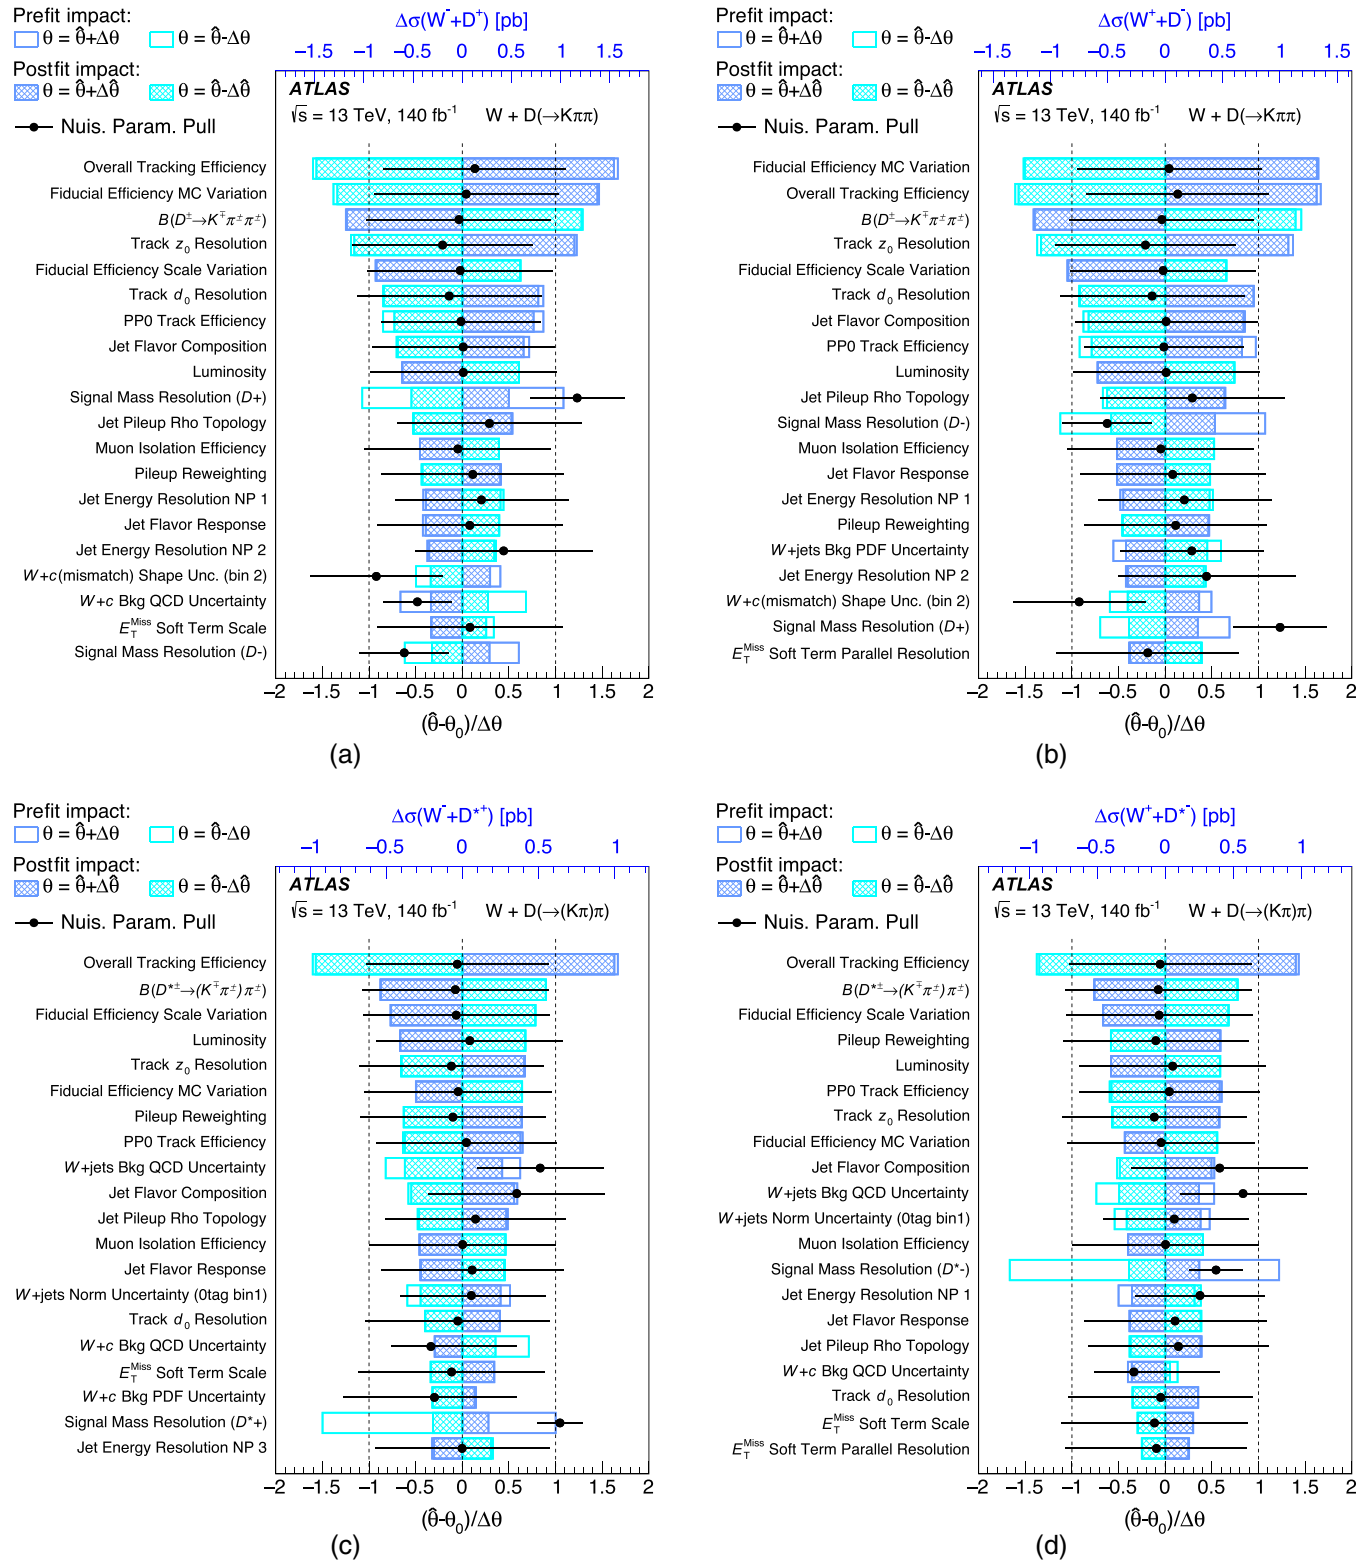 Prefit impact:
θ = θ̂+Δθ θ = θ̂-Δθ
Postfit impact:
θ = θ̂+Δθ̂ θ = θ̂-Δθ̂
Nuis. Param. Pull
Δσ(W⁻+D⁺) [pb]
−1.5 −1 −0.5 0 0.5 1 1.5
ATLAS
√s = 13 TeV, 140 fb⁻¹ W + D(→Kππ)
Overall Tracking Efficiency
Fiducial Efficiency MC Variation
B(D±→K∓π±π±)
Track z₀ Resolution
Fiducial Efficiency Scale Variation
Track d₀ Resolution
PP0 Track Efficiency
Jet Flavor Composition
Luminosity
Signal Mass Resolution (D+)
Jet Pileup Rho Topology
Muon Isolation Efficiency
Pileup Reweighting
Jet Energy Resolution NP 1
Jet Flavor Response
Jet Energy Resolution NP 2
W+c(mismatch) Shape Unc. (bin 2)
W+c Bkg QCD Uncertainty
E_T^Miss Soft Term Scale
Signal Mass Resolution (D-)
−2 −1.5 −1 −0.5 0 0.5 1 1.5 2
(θ̂-θ₀)/Δθ
(a)
Prefit impact:
θ = θ̂+Δθ θ = θ̂-Δθ
Postfit impact:
θ = θ̂+Δθ̂ θ = θ̂-Δθ̂
Nuis. Param. Pull
Δσ(W⁺+D⁻) [pb]
−1.5 −1 −0.5 0 0.5 1 1.5
ATLAS
√s = 13 TeV, 140 fb⁻¹ W + D(→Kππ)
Fiducial Efficiency MC Variation
Overall Tracking Efficiency
B(D±→K∓π±π±)
Track z₀ Resolution
Fiducial Efficiency Scale Variation
Track d₀ Resolution
Jet Flavor Composition
PP0 Track Efficiency
Luminosity
Jet Pileup Rho Topology
Signal Mass Resolution (D-)
Muon Isolation Efficiency
Jet Flavor Response
Jet Energy Resolution NP 1
Pileup Reweighting
W+jets Bkg PDF Uncertainty
Jet Energy Resolution NP 2
W+c(mismatch) Shape Unc. (bin 2)
Signal Mass Resolution (D+)
E_T^Miss Soft Term Parallel Resolution
−2 −1.5 −1 −0.5 0 0.5 1 1.5 2
(θ̂-θ₀)/Δθ
(b)
Prefit impact:
θ = θ̂+Δθ θ = θ̂-Δθ
Postfit impact:
θ = θ̂+Δθ̂ θ = θ̂-Δθ̂
Nuis. Param. Pull
Δσ(W⁻+D*⁺) [pb]
−1 −0.5 0 0.5 1
ATLAS
√s = 13 TeV, 140 fb⁻¹ W + D(→(Kπ)π)
Overall Tracking Efficiency
B(D*±→(K∓π±)π±)
Fiducial Efficiency Scale Variation
Luminosity
Track z₀ Resolution
Fiducial Efficiency MC Variation
Pileup Reweighting
PP0 Track Efficiency
W+jets Bkg QCD Uncertainty
Jet Flavor Composition
Jet Pileup Rho Topology
Muon Isolation Efficiency
Jet Flavor Response
W+jets Norm Uncertainty (0tag bin1)
Track d₀ Resolution
W+c Bkg QCD Uncertainty
E_T^Miss Soft Term Scale
W+c Bkg PDF Uncertainty
Signal Mass Resolution (D*+)
Jet Energy Resolution NP 3
−2 −1.5 −1 −0.5 0 0.5 1 1.5 2
(θ̂-θ₀)/Δθ
(c)
Prefit impact:
θ = θ̂+Δθ θ = θ̂-Δθ
Postfit impact:
θ = θ̂+Δθ̂ θ = θ̂-Δθ̂
Nuis. Param. Pull
Δσ(W⁺+D*⁻) [pb]
−1 −0.5 0 0.5 1
ATLAS
√s = 13 TeV, 140 fb⁻¹ W + D(→(Kπ)π)
Overall Tracking Efficiency
B(D*±→(K∓π±)π±)
Fiducial Efficiency Scale Variation
Pileup Reweighting
Luminosity
PP0 Track Efficiency
Track z₀ Resolution
Fiducial Efficiency MC Variation
Jet Flavor Composition
W+jets Bkg QCD Uncertainty
W+jets Norm Uncertainty (0tag bin1)
Muon Isolation Efficiency
Signal Mass Resolution (D*-)
Jet Energy Resolution NP 1
Jet Flavor Response
Jet Pileup Rho Topology
W+c Bkg QCD Uncertainty
Track d₀ Resolution
E_T^Miss Soft Term Scale
E_T^Miss Soft Term Parallel Resolution
−2 −1.5 −1 −0.5 0 0.5 1 1.5 2
(θ̂-θ₀)/Δθ
(d)